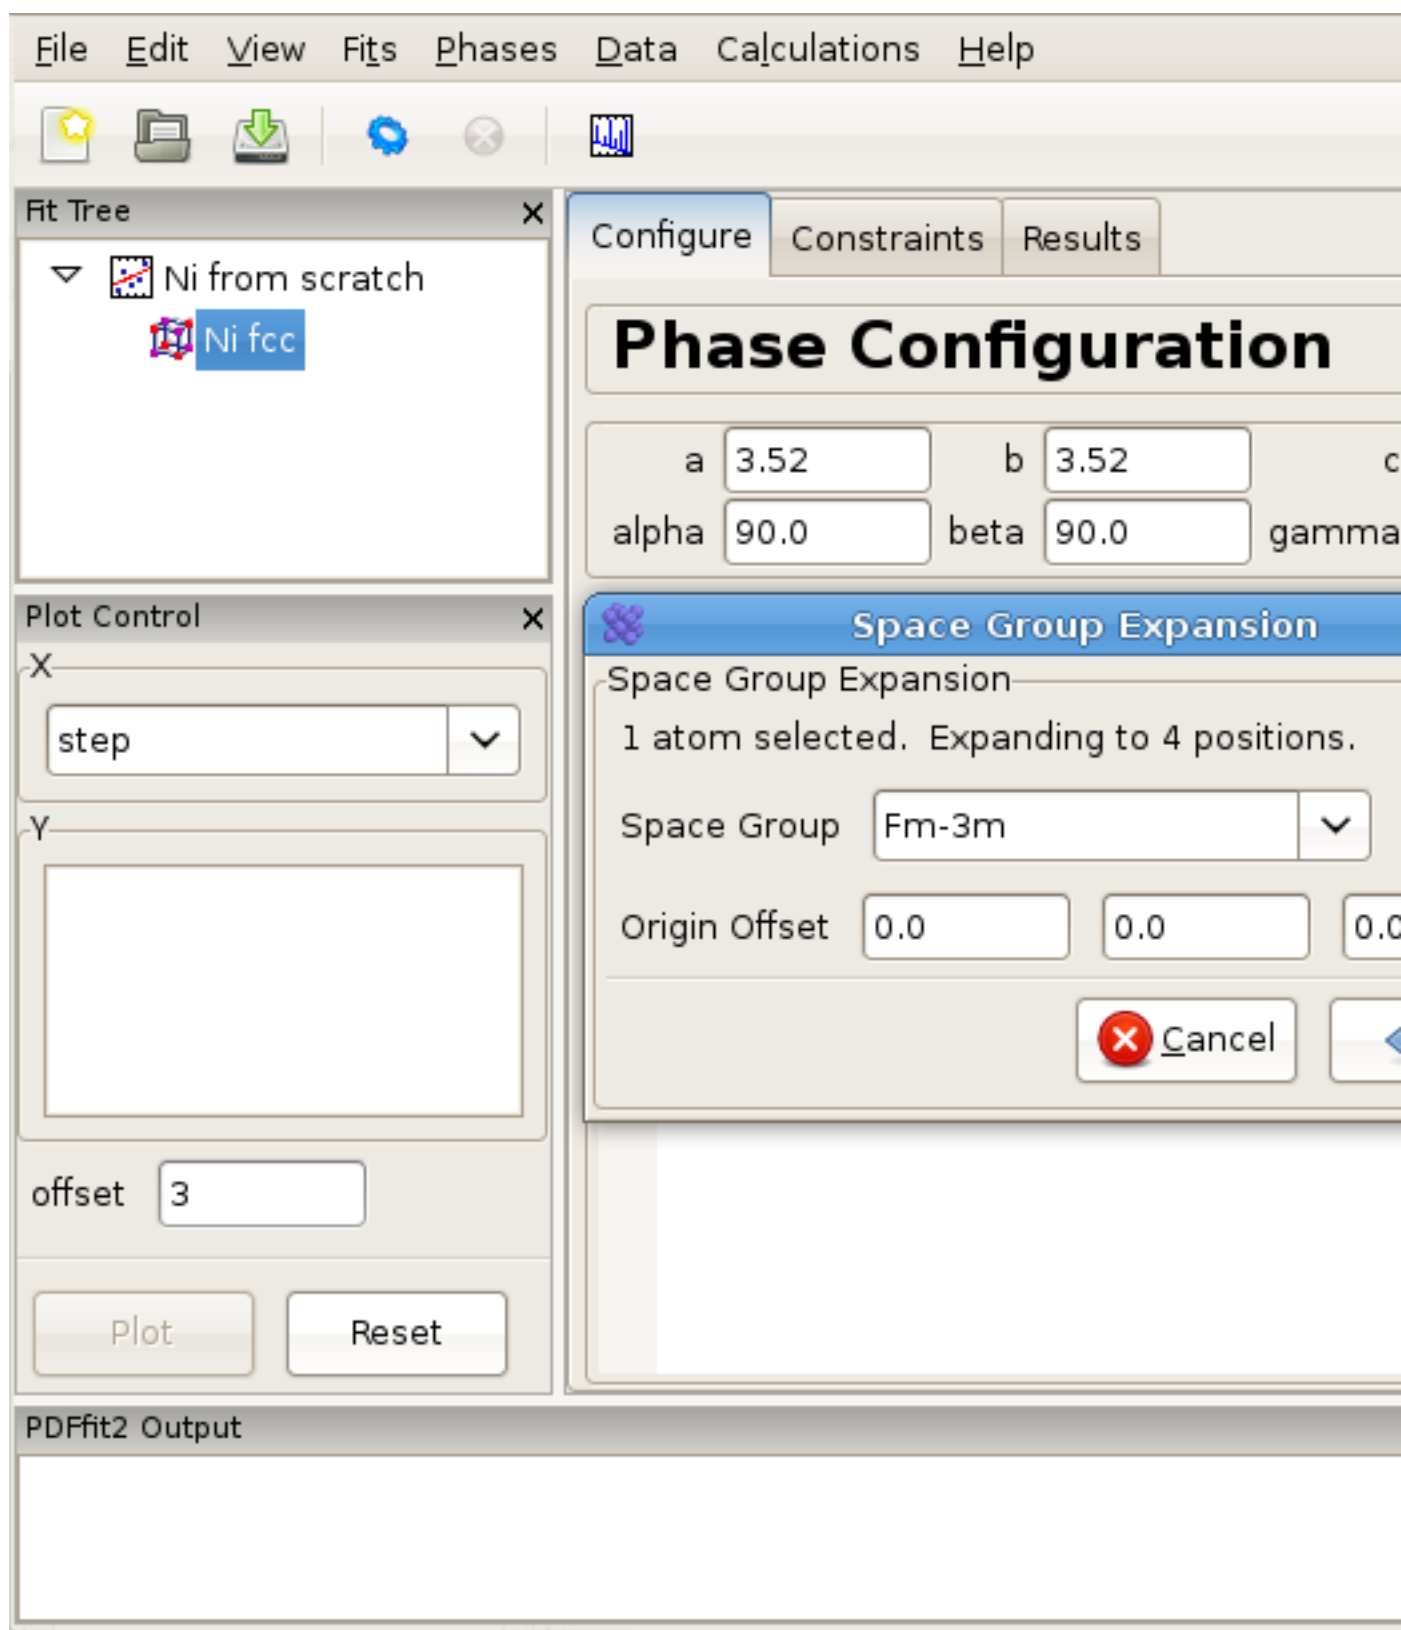 File Edit View Fits Phases Data Calculations Help
Fit Tree
Ni from scratch
Ni fcc
Configure Constraints Results
Phase Configuration
a 3.52 b 3.52 c
alpha 90.0 beta 90.0 gamma
Plot Control
X
step
Y
offset 3
Plot Reset
Space Group Expansion
Space Group Expansion
1 atom selected. Expanding to 4 positions.
Space Group Fm-3m
Origin Offset 0.0 0.0 0.0
Cancel
PDFfit2 Output